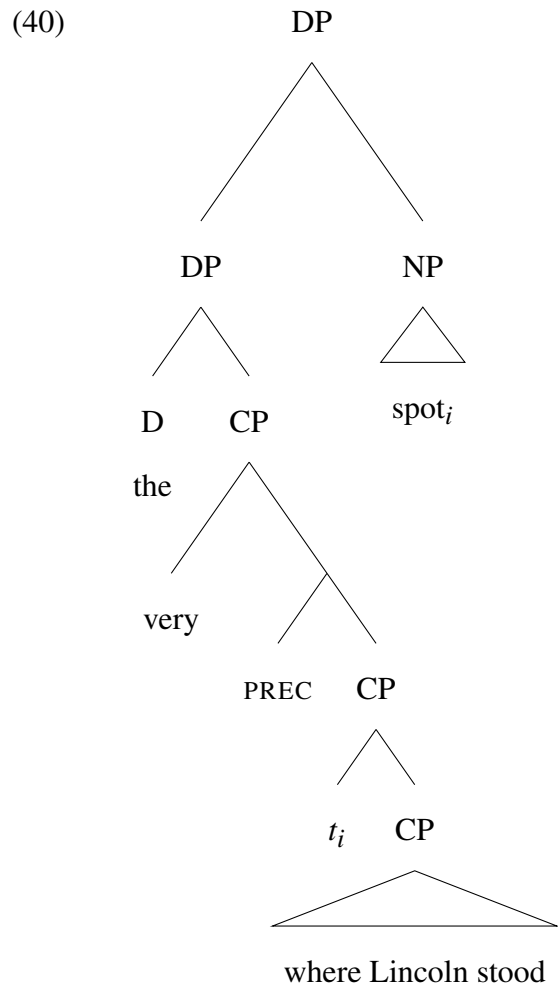 (40) DP
DP NP
D CP spot_i
the
very
PREC CP
t_i CP
where Lincoln stood